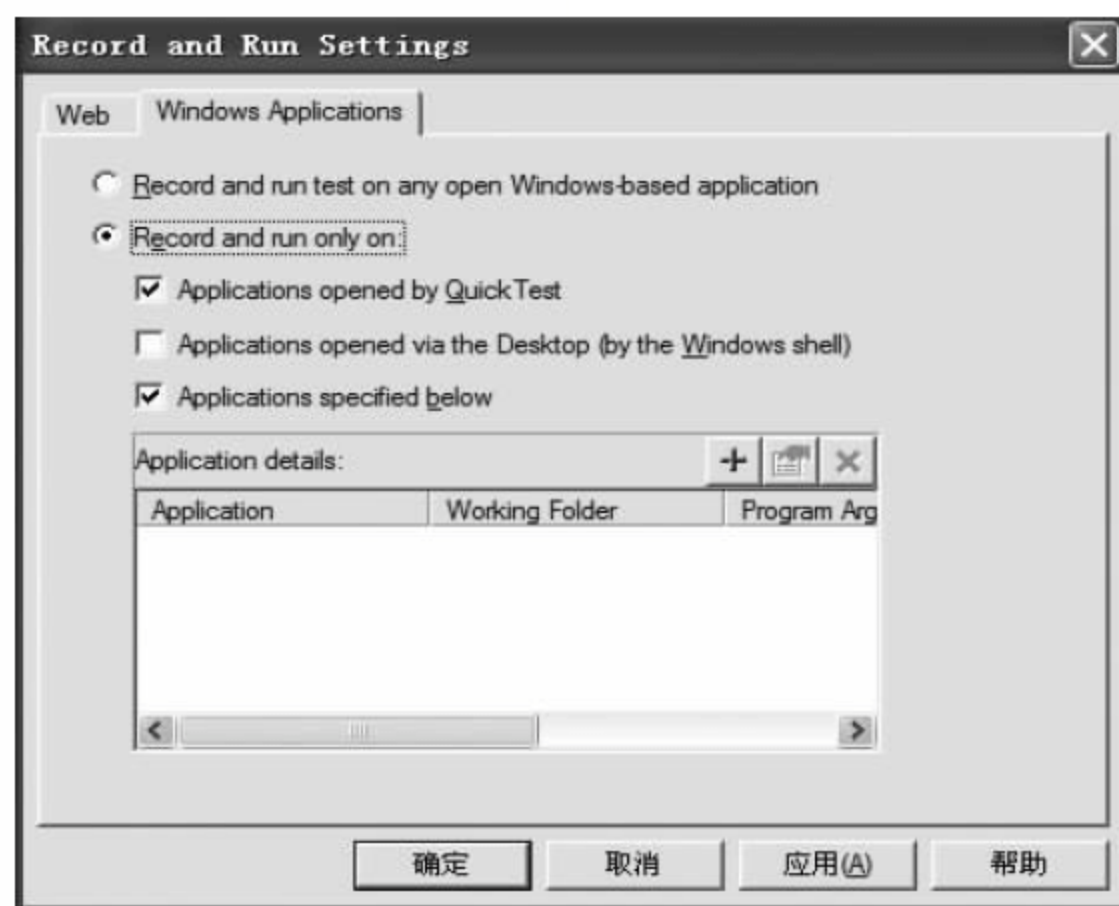 Record and Run Settings
Web Windows Applications
Record and run test on any open Windows-based application
Record and run only on:
Applications opened by QuickTest
Applications opened via the Desktop (by the Windows shell)
Applications specified below
Application details:
Application Working Folder Program Arg
确定 取消 应用(A) 帮助